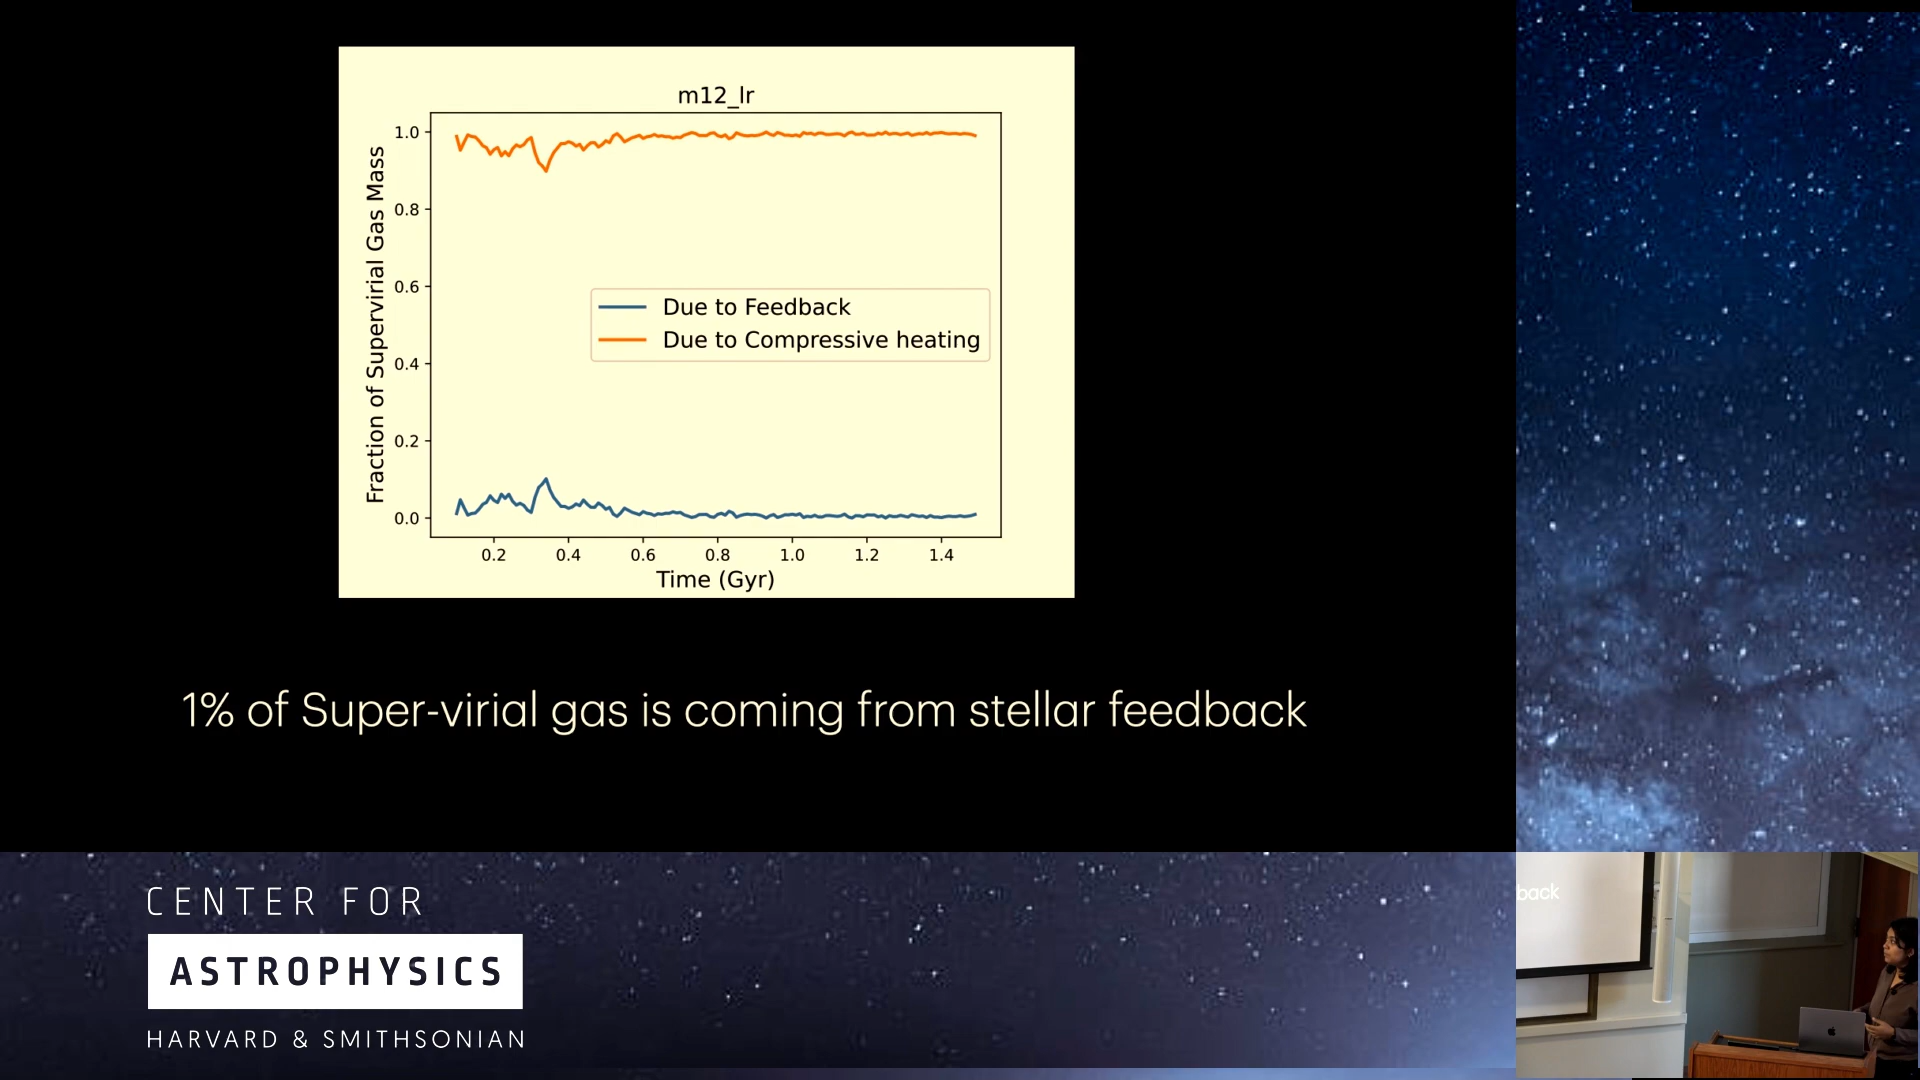 m12_lr
Fraction of Supervirial Gas Mass
1.0
0.8
0.6
0.4
0.2
0.0
Due to Feedback
Due to Compressive heating
0.2 0.4 0.6 0.8 1.0 1.2 1.4
Time (Gyr)
1% of Super-virial gas is coming from stellar feedback
CENTER FOR
ASTROPHYSICS
HARVARD & SMITHSONIAN
back